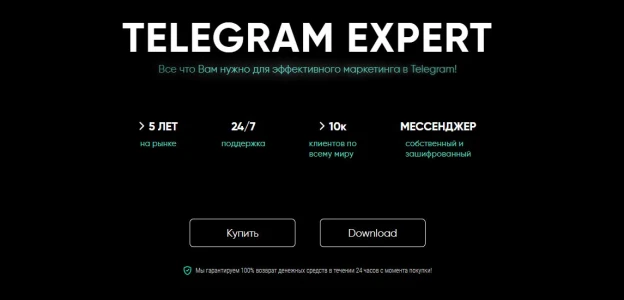 TELEGRAM EXPERT
Все что Вам нужно для эффективного маркетинга в Telegram!
> 5 ЛЕТ
на рынке
24/7
поддержка
> 10к
клиентов по
всему миру
МЕССЕНДЖЕР
собственный и
зашифрованный
Купить
Download
Мы гарантируем 100% возврат денежных средств в течении 24 часов с момента покупки!